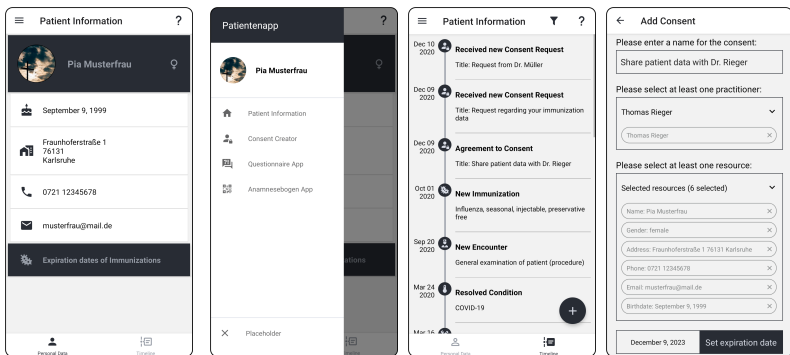 Patient Information
?
Pia Musterfrau
September 9, 1999
Fraunhoferstraße 1
76131
Karlsruhe
0721 12345678
musterfrau@mail.de
Expiration dates of Immunizations
Personal Data
Timeline
Patientenapp
?
Pia Musterfrau
Patient Information
Consent Creator
Questionnaire App
Anamnesebogen App
ations
Placeholder
Timeline
Patient Information
?
Dec 10
2020
Received new Consent Request
Title: Request from Dr. Müller
Dec 09
2020
Received new Consent Request
Title: Request regarding your immunization
data
Dec 09
2020
Agreement to Consent
Title: Share patient data with Dr. Rieger
Oct 01
2020
New Immunization
Influenza, seasonal, injectable, preservative
free
Sep 20
2020
New Encounter
General examination of patient (procedure)
Mar 24
2020
Resolved Condition
COVID-19
Mar 16
Personal Data
Timeline
Add Consent
Please enter a name for the consent:
Share patient data with Dr. Rieger
Please select at least one practitioner:
Thomas Rieger
Thomas Rieger
Please select at least one resource:
Selected resources (6 selected)
Name: Pia Musterfrau
Gender: female
Address: Fraunhoferstraße 1 76131 Karlsruhe
Phone: 0721 12345678
Email: musterfrau@mail.de
Birthdate: September 9, 1999
December 9, 2023
Set expiration date